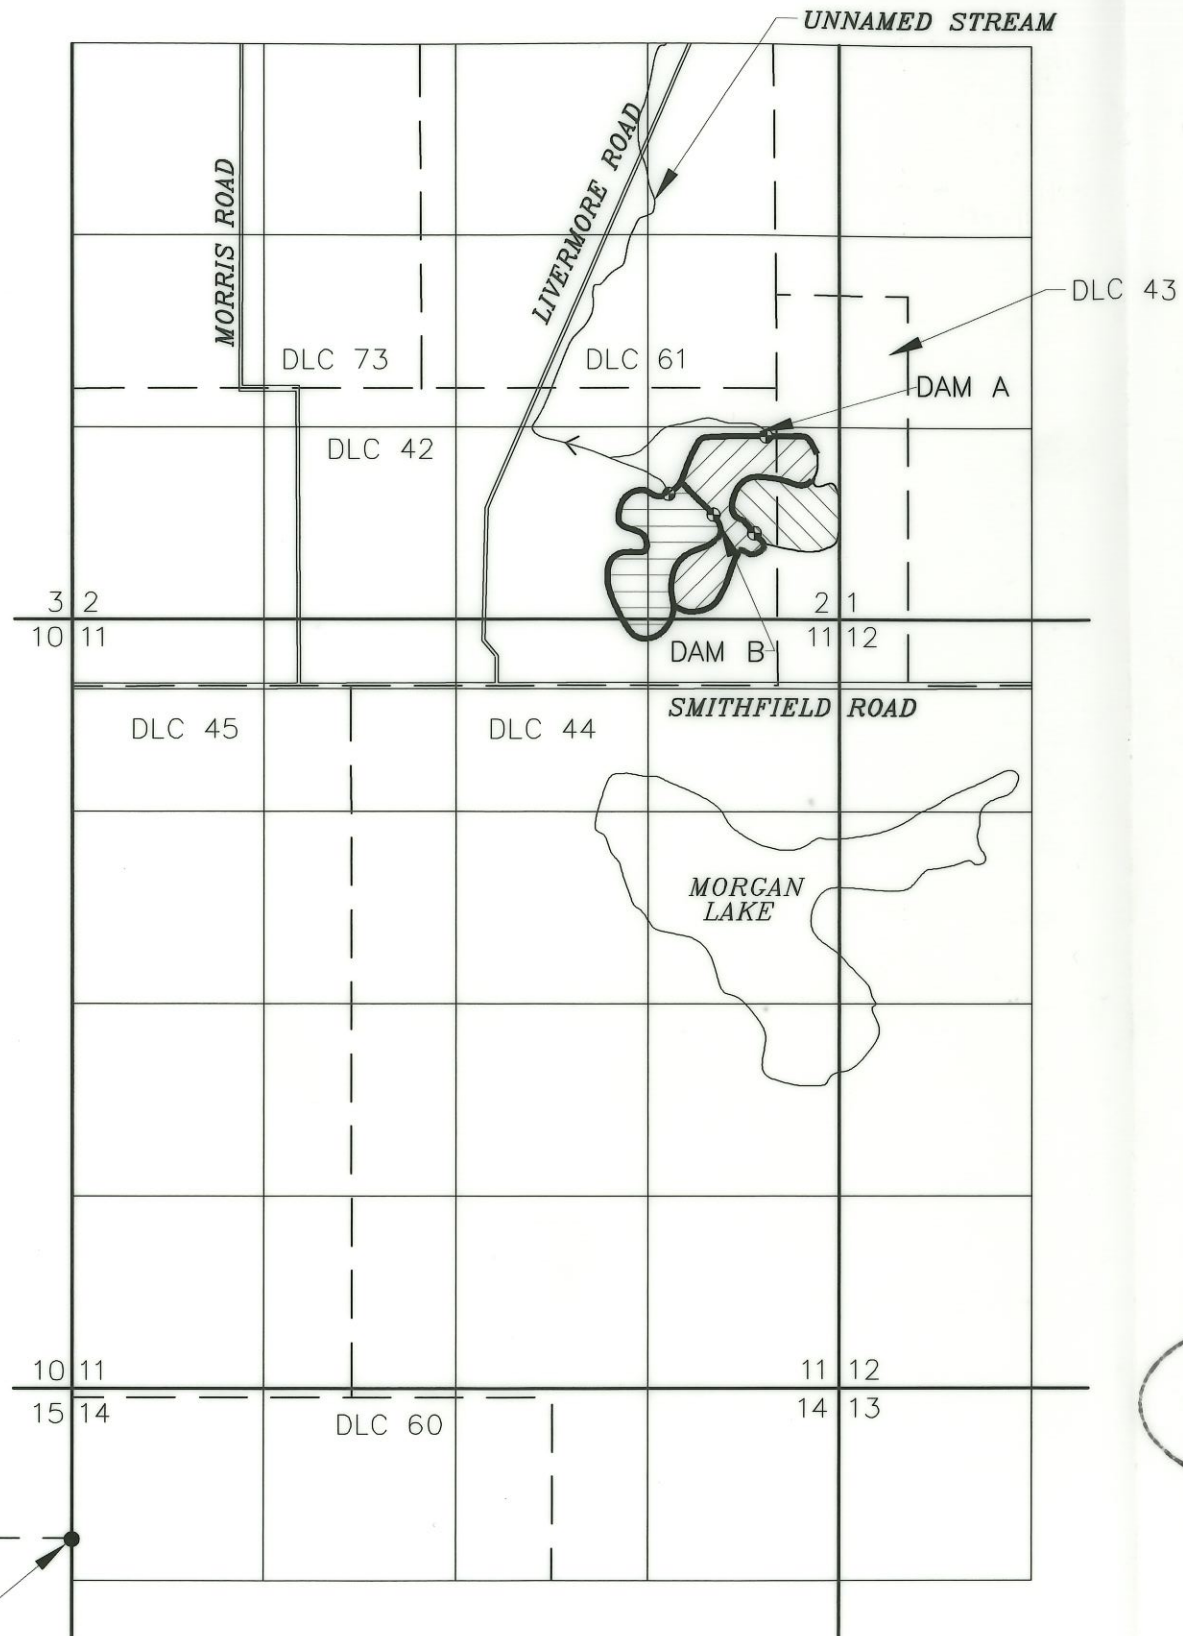 UNNAMED STREAM
MORRIS ROAD
LIVERMORE ROAD
DLC 43
DLC 73
DLC 61
DAM A
DLC 42
3 2
2 1
10 11
11 12
DAM B
SMITHFIELD ROAD
DLC 45
DLC 44
MORGAN
LAKE
10 11
11 12
15 14
14 13
DLC 60